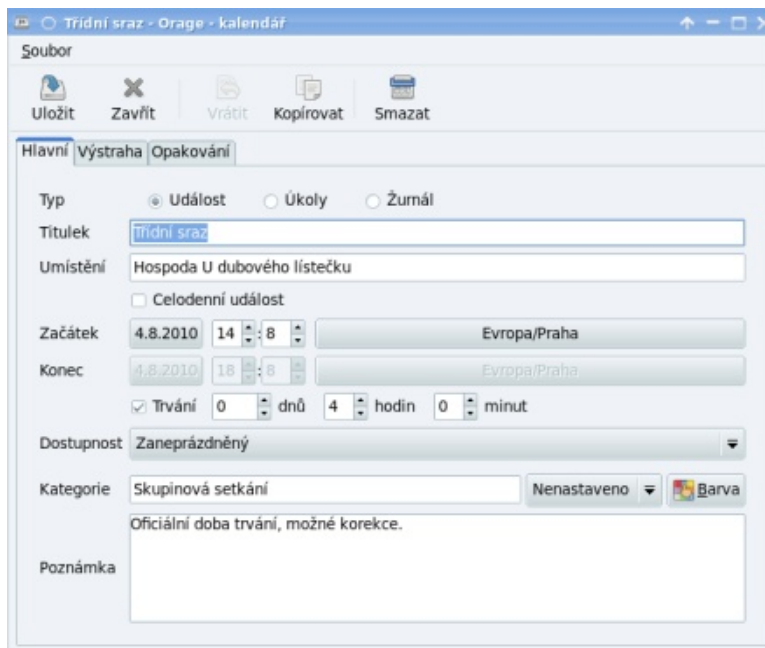 Třídní sraz - Orage - kalendář
Soubor
Uložit Zavřít Vrátit Kopírovat Smazat
Hlavní Výstraha Opakování
Typ Událost Úkoly Žurnál
Titulek Třídní sraz
Umístění Hospoda U dubového lístečku
Celodenní událost
Začátek 4.8.2010 14 : 8 Evropa/Praha
Konec 4.8.2010 18 : 8 Evropa/Praha
Trvání 0 dnů 4 hodin 0 minut
Dostupnost Zaneprázdněný
Kategorie Skupinová setkání Nenastaveno Barva
Oficiální doba trvání, možné korekce.
Poznámka